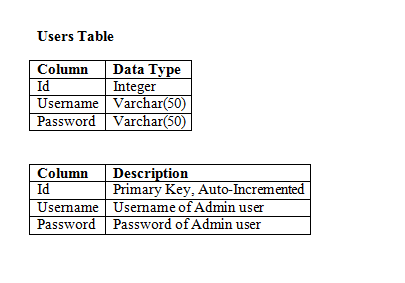 Users Table
Column Data Type
Id Integer
Username Varchar(50)
Password Varchar(50)
Column Description
Id Primary Key, Auto-Incremented
Username Username of Admin user
Password Password of Admin user